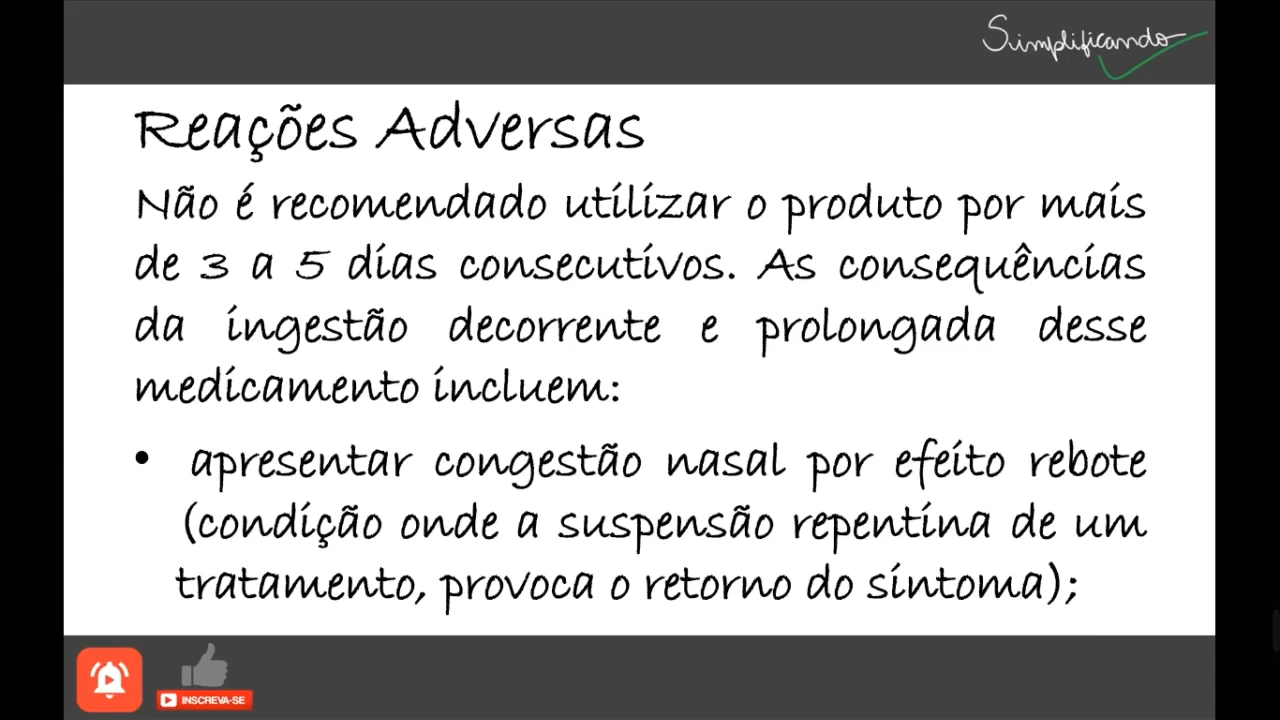 Simplificando
Reações Adversas
Não é recomendado utilizar o produto por mais
de 3 a 5 dias consecutivos. As consequências
da ingestão decorrente e prolongada desse
medicamento incluem:
• apresentar congestão nasal por efeito rebote
(condição onde a suspensão repentina de um
tratamento, provoca o retorno do sintoma);
INSCREVA-SE